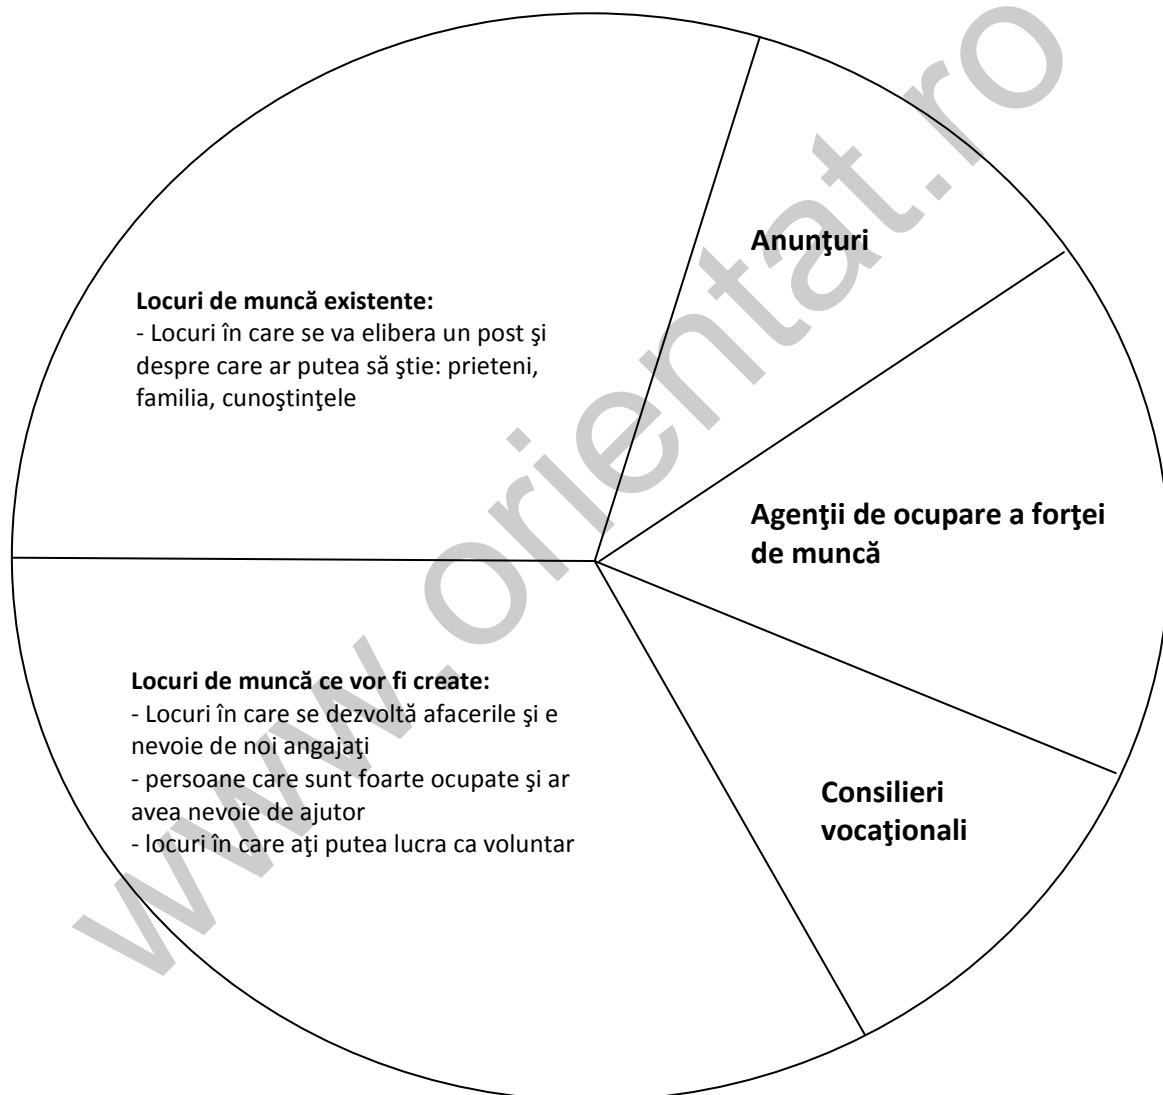 Anunţuri
Locuri de muncă existente:
- Locuri în care se va elibera un post şi
despre care ar putea să ştie: prieteni,
familia, cunoştinţele
Agenţii de ocupare a forţei
de muncă
Locuri de muncă ce vor fi create:
- Locuri în care se dezvoltă afacerile şi e
nevoie de noi angajaţi
- persoane care sunt foarte ocupate şi ar
avea nevoie de ajutor
- locuri în care aţi putea lucra ca voluntar
Consilieri
vocaţionali
www.orientat.ro